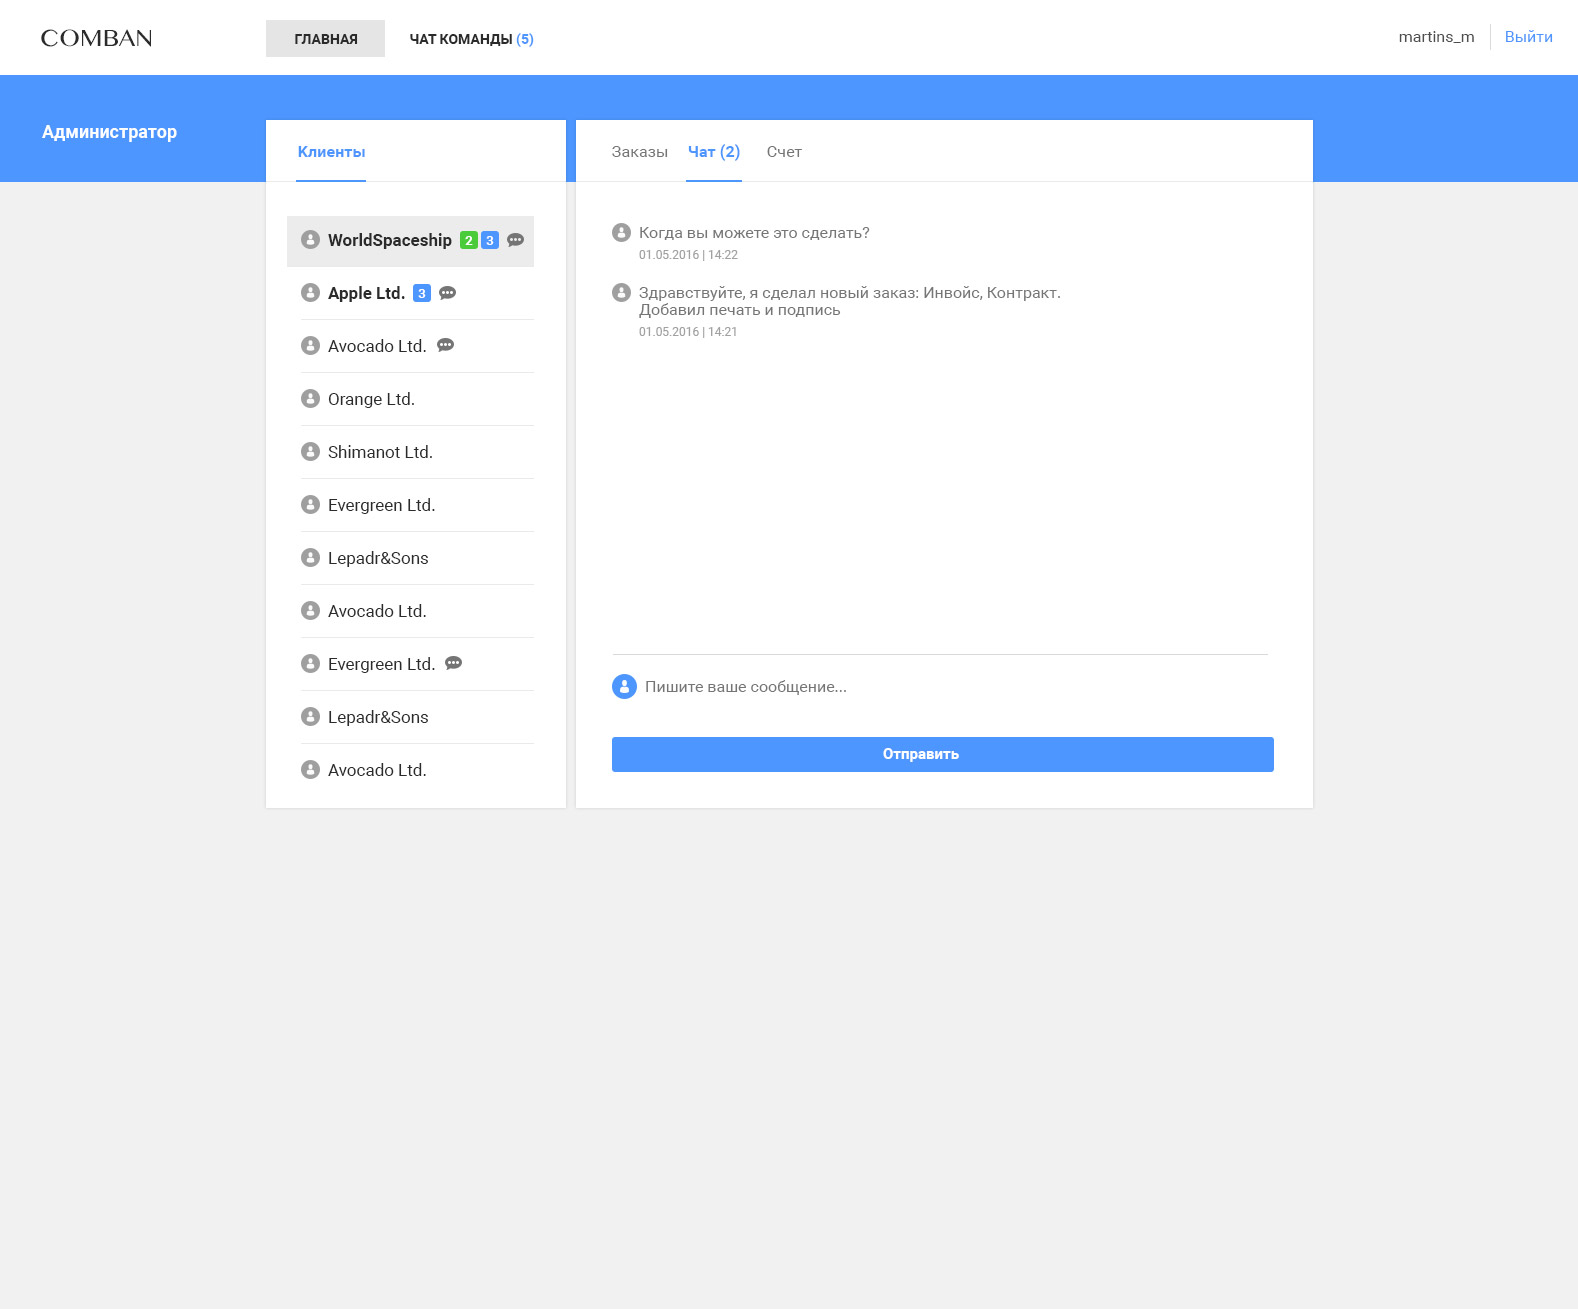 COMBAN
ГЛАВНАЯ
ЧАТ КОМАНДЫ (5)
martins_m
Выйти
Администратор
Клиенты
WorldSpaceship 2 3
Apple Ltd. 3
Avocado Ltd.
Orange Ltd.
Shimanot Ltd.
Evergreen Ltd.
Lepadr&Sons
Avocado Ltd.
Evergreen Ltd.
Lepadr&Sons
Avocado Ltd.
Заказы
Чат (2)
Счет
Когда вы можете это сделать?
01.05.2016 | 14:22
Здравствуйте, я сделал новый заказ: Инвойс, Контракт.
Добавил печать и подпись
01.05.2016 | 14:21
Пишите ваше сообщение...
Отправить